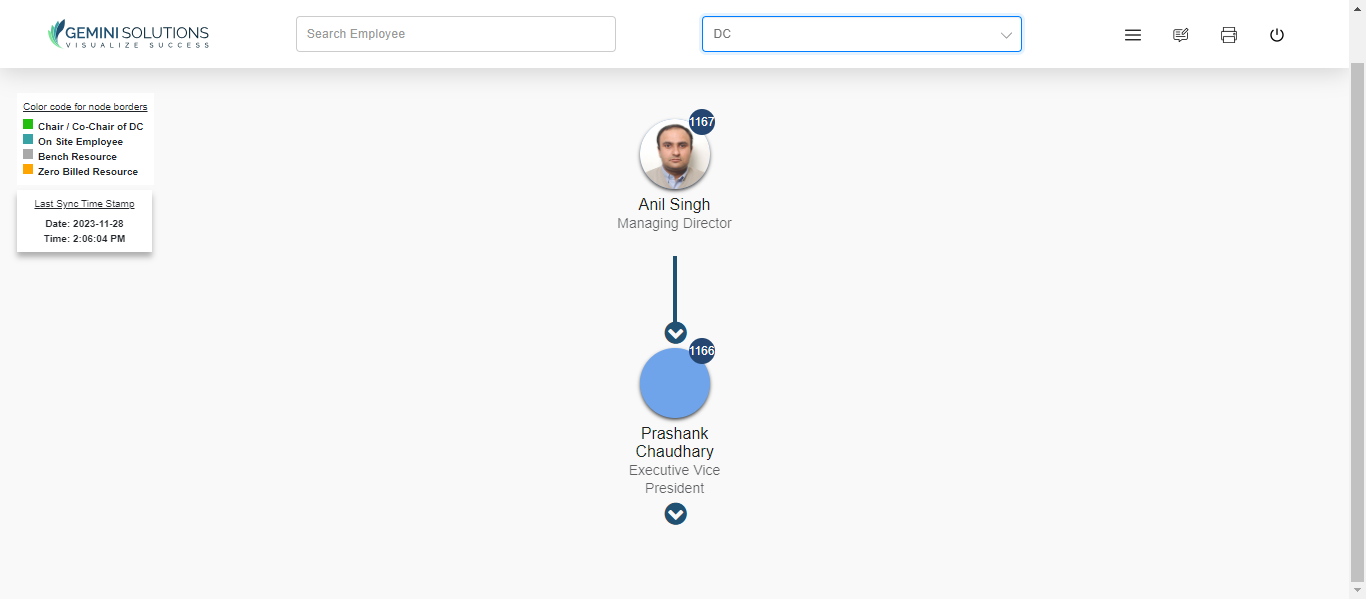 GEMINI SOLUTIONS
VISUALIZE SUCCESS
Search Employee
DC
Color code for node borders
Chair / Co-Chair of DC
On Site Employee
Bench Resource
Zero Billed Resource
Last Sync Time Stamp
Date: 2023-11-28
Time: 2:06:04 PM
1167
Anil Singh
Managing Director
1166
Prashank
Chaudhary
Executive Vice
President